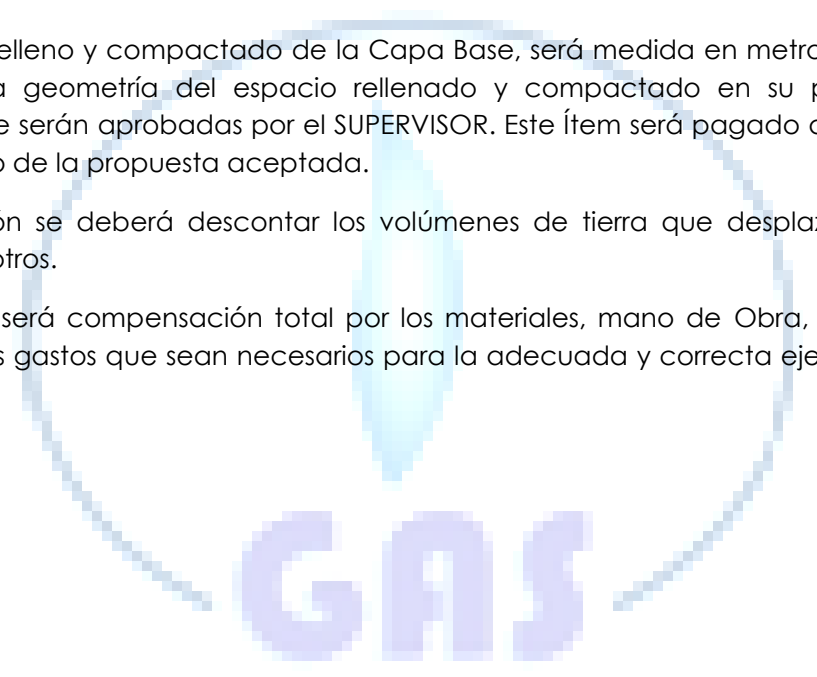 elleno y compactado de la Capa Base, será medida en metro
a geometría del espacio rellenado y compactado en su p
e serán aprobadas por el SUPERVISOR. Este Ítem será pagado d
o de la propuesta aceptada.
ón se deberá descontar los volúmenes de tierra que despla
otros.
será compensación total por los materiales, mano de Obra,
s gastos que sean necesarios para la adecuada y correcta eje
GAS